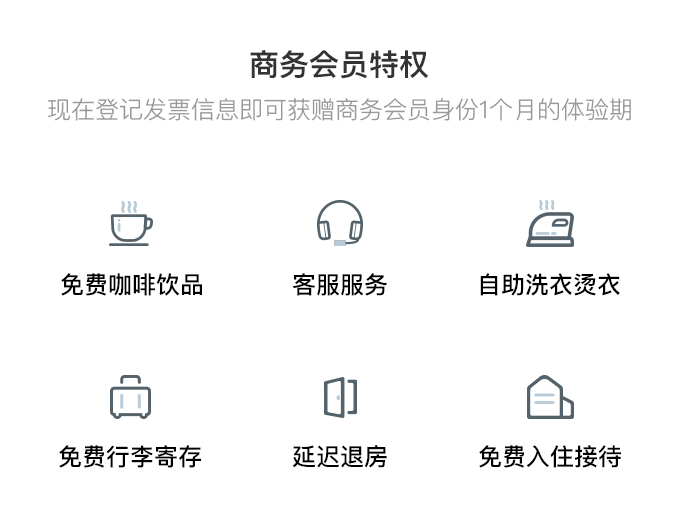 商务会员特权
现在登记发票信息即可获赠商务会员身份1个月的体验期
免费咖啡饮品
客服服务
自助洗衣烫衣
免费行李寄存
延迟退房
免费入住接待